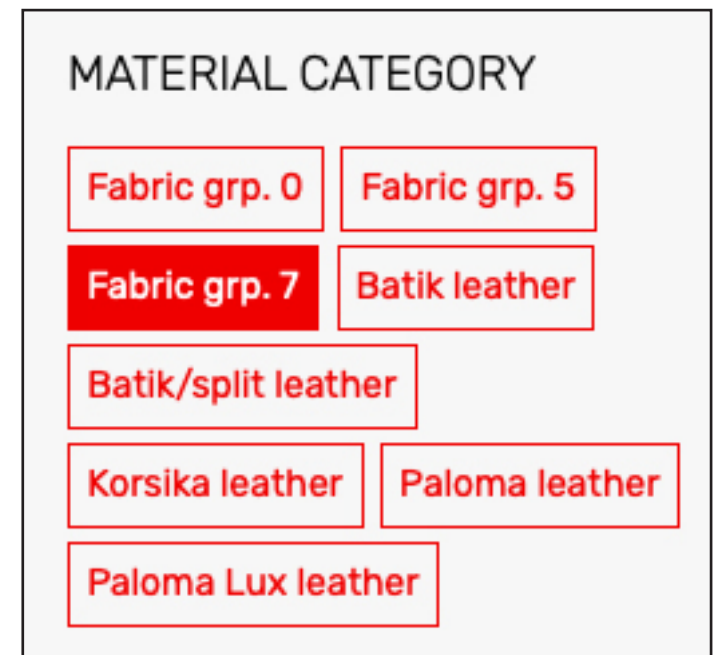 MATERIAL CATEGORY
Fabric grp. 0 Fabric grp. 5
Fabric grp. 7 Batik leather
Batik/split leather
Korsika leather Paloma leather
Paloma Lux leather